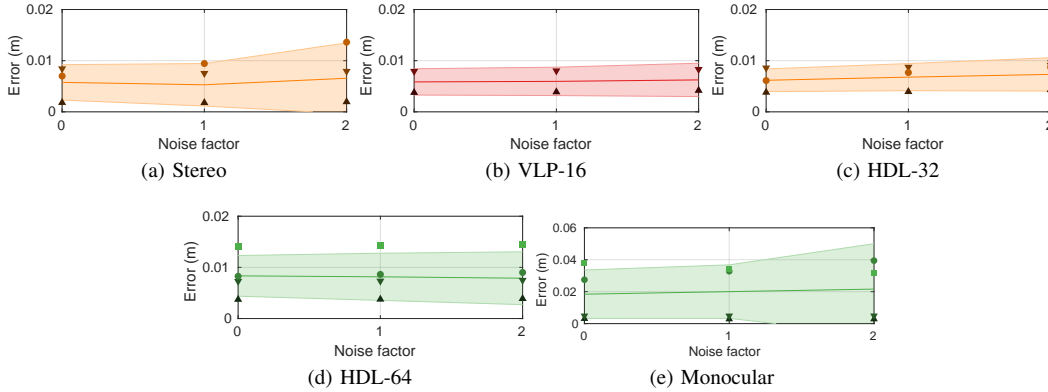 0.02
0.01
0
Error (m)
0 1 2
Noise factor
(a) Stereo
0.02
0.01
0
Error (m)
0 1 2
Noise factor
(b) VLP-16
0.02
0.01
0
Error (m)
0 1 2
Noise factor
(c) HDL-32
0.02
0.01
0
Error (m)
0 1 2
Noise factor
(d) HDL-64
0.06
0.04
0.02
0
Error (m)
0 1 2
Noise factor
(e) Monocular